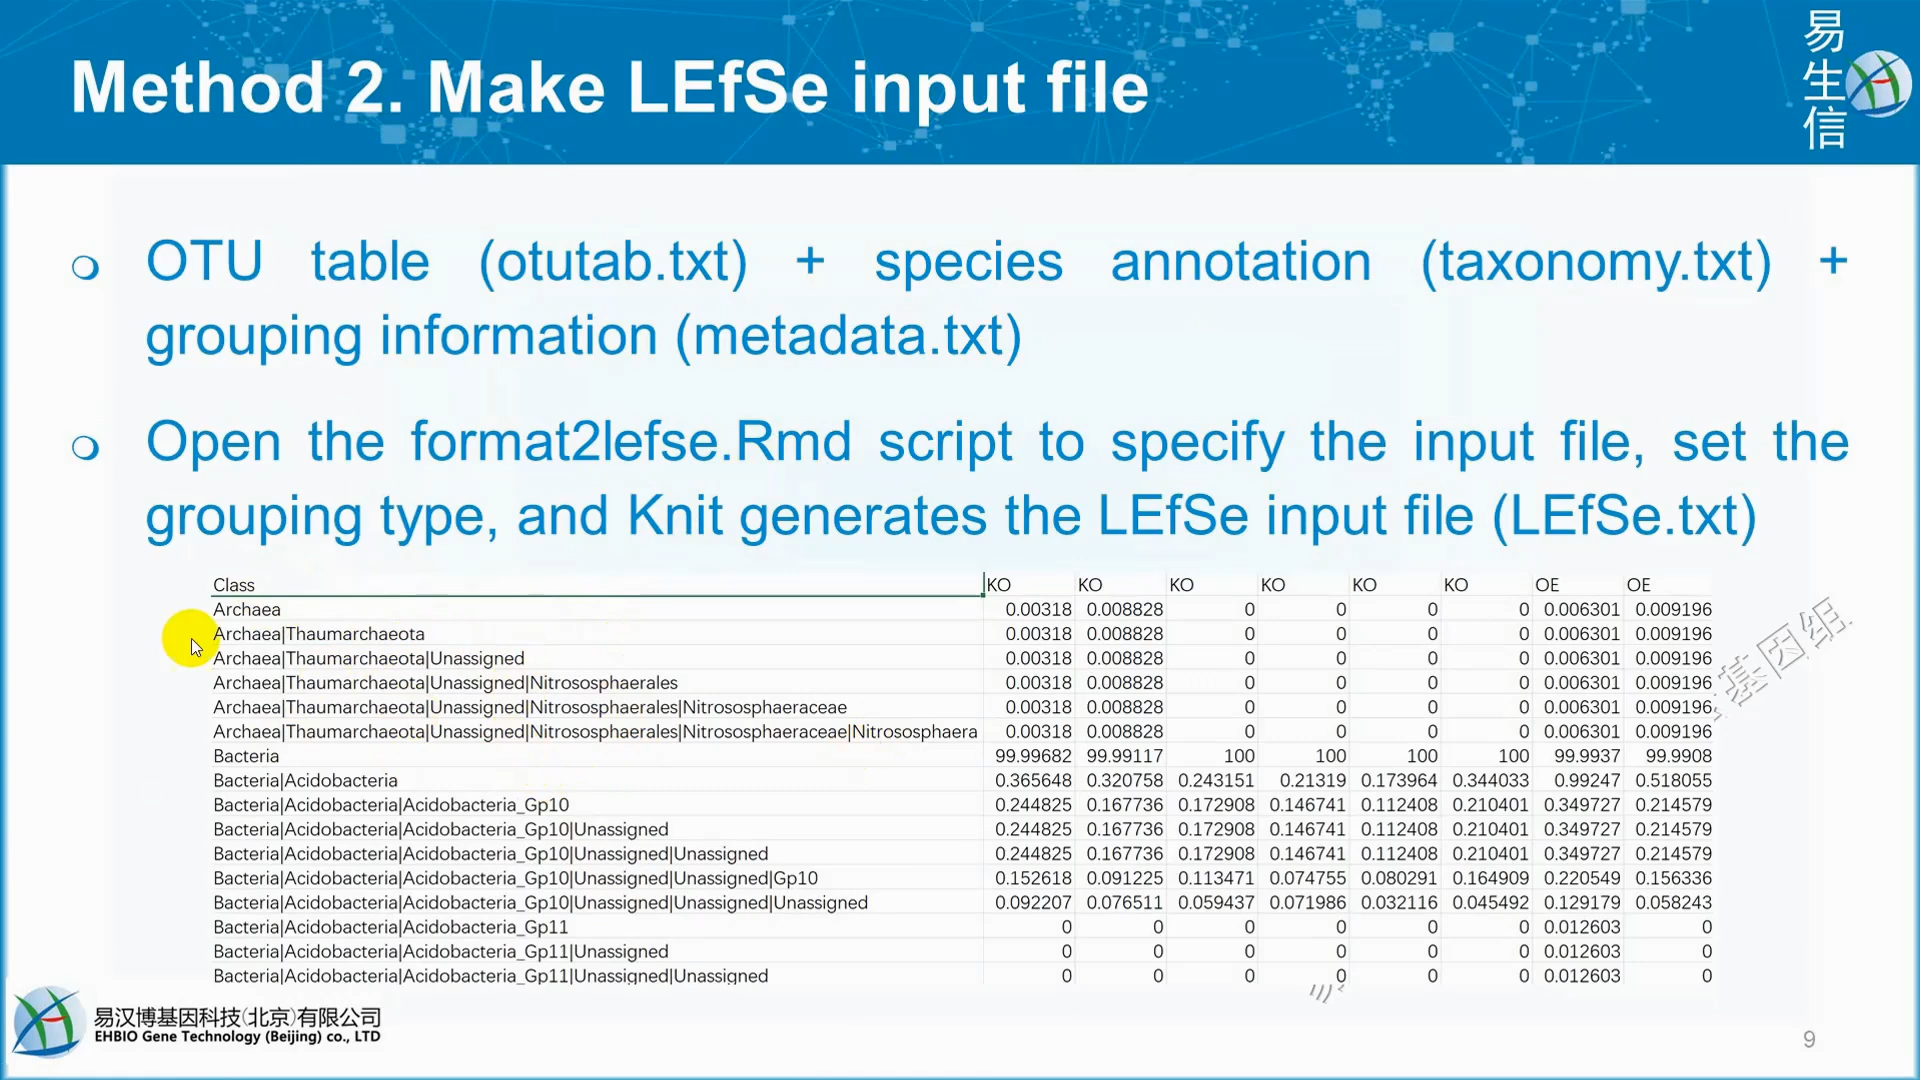 Method 2. Make LEfSe input file
易生信
OTU table (otutab.txt) + species annotation (taxonomy.txt) +
grouping information (metadata.txt)
Open the format2lefse.Rmd script to specify the input file, set the
grouping type, and Knit generates the LEfSe input file (LEfSe.txt)
Class KO KO KO KO KO KO OE OE
Archaea 0.00318 0.008828 0 0 0 0 0.006301 0.009196
Archaea|Thaumarchaeota 0.00318 0.008828 0 0 0 0 0.006301 0.009196
Archaea|Thaumarchaeota|Unassigned 0.00318 0.008828 0 0 0 0 0.006301 0.009196
Archaea|Thaumarchaeota|Unassigned|Nitrososphaerales 0.00318 0.008828 0 0 0 0 0.006301 0.009196
Archaea|Thaumarchaeota|Unassigned|Nitrososphaerales|Nitrososphaeraceae 0.00318 0.008828 0 0 0 0 0.006301 0.009196
Archaea|Thaumarchaeota|Unassigned|Nitrososphaerales|Nitrososphaeraceae|Nitrososphaera 0.00318 0.008828 0 0 0 0 0.006301 0.009196
Bacteria 99.99682 99.99117 100 100 100 100 99.9937 99.9908
Bacteria|Acidobacteria 0.365648 0.320758 0.243151 0.21319 0.173964 0.344033 0.99247 0.518055
Bacteria|Acidobacteria|Acidobacteria_Gp10 0.244825 0.167736 0.172908 0.146741 0.112408 0.210401 0.349727 0.214579
Bacteria|Acidobacteria|Acidobacteria_Gp10|Unassigned 0.244825 0.167736 0.172908 0.146741 0.112408 0.210401 0.349727 0.214579
Bacteria|Acidobacteria|Acidobacteria_Gp10|Unassigned|Unassigned 0.244825 0.167736 0.172908 0.146741 0.112408 0.210401 0.349727 0.214579
Bacteria|Acidobacteria|Acidobacteria_Gp10|Unassigned|Unassigned|Gp10 0.152618 0.091225 0.113471 0.074755 0.080291 0.164909 0.220549 0.156336
Bacteria|Acidobacteria|Acidobacteria_Gp10|Unassigned|Unassigned|Unassigned 0.092207 0.076511 0.059437 0.071986 0.032116 0.045492 0.129179 0.058243
Bacteria|Acidobacteria|Acidobacteria_Gp11 0 0 0 0 0 0 0.012603 0
Bacteria|Acidobacteria|Acidobacteria_Gp11|Unassigned 0 0 0 0 0 0 0.012603 0
Bacteria|Acidobacteria|Acidobacteria_Gp11|Unassigned|Unassigned 0 0 0 0 0 0 0.012603 0
基因组
易汉博基因科技(北京)有限公司
EHBIO Gene Technology (Beijing) co., LTD
9